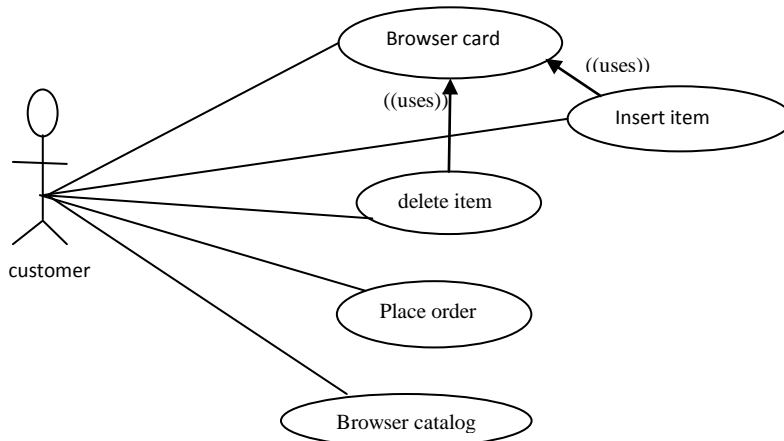 Browser card
((uses))
((uses))
Insert item
delete item
customer
Place order
Browser catalog